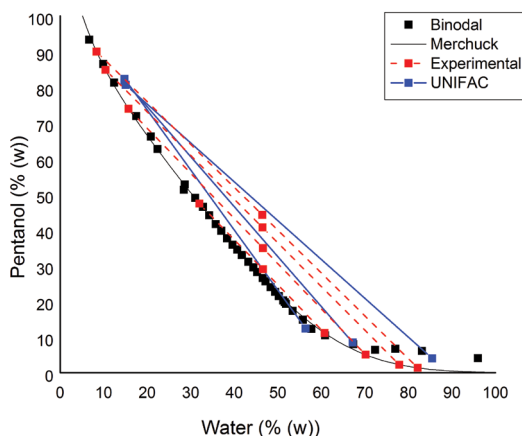 100
90
80
70
60
50
40
30
20
10
0
Pentanol (% (w))
0 10 20 30 40 50 60 70 80 90 100
Water (% (w))
Binodal
Merchuck
Experimental
UNIFAC